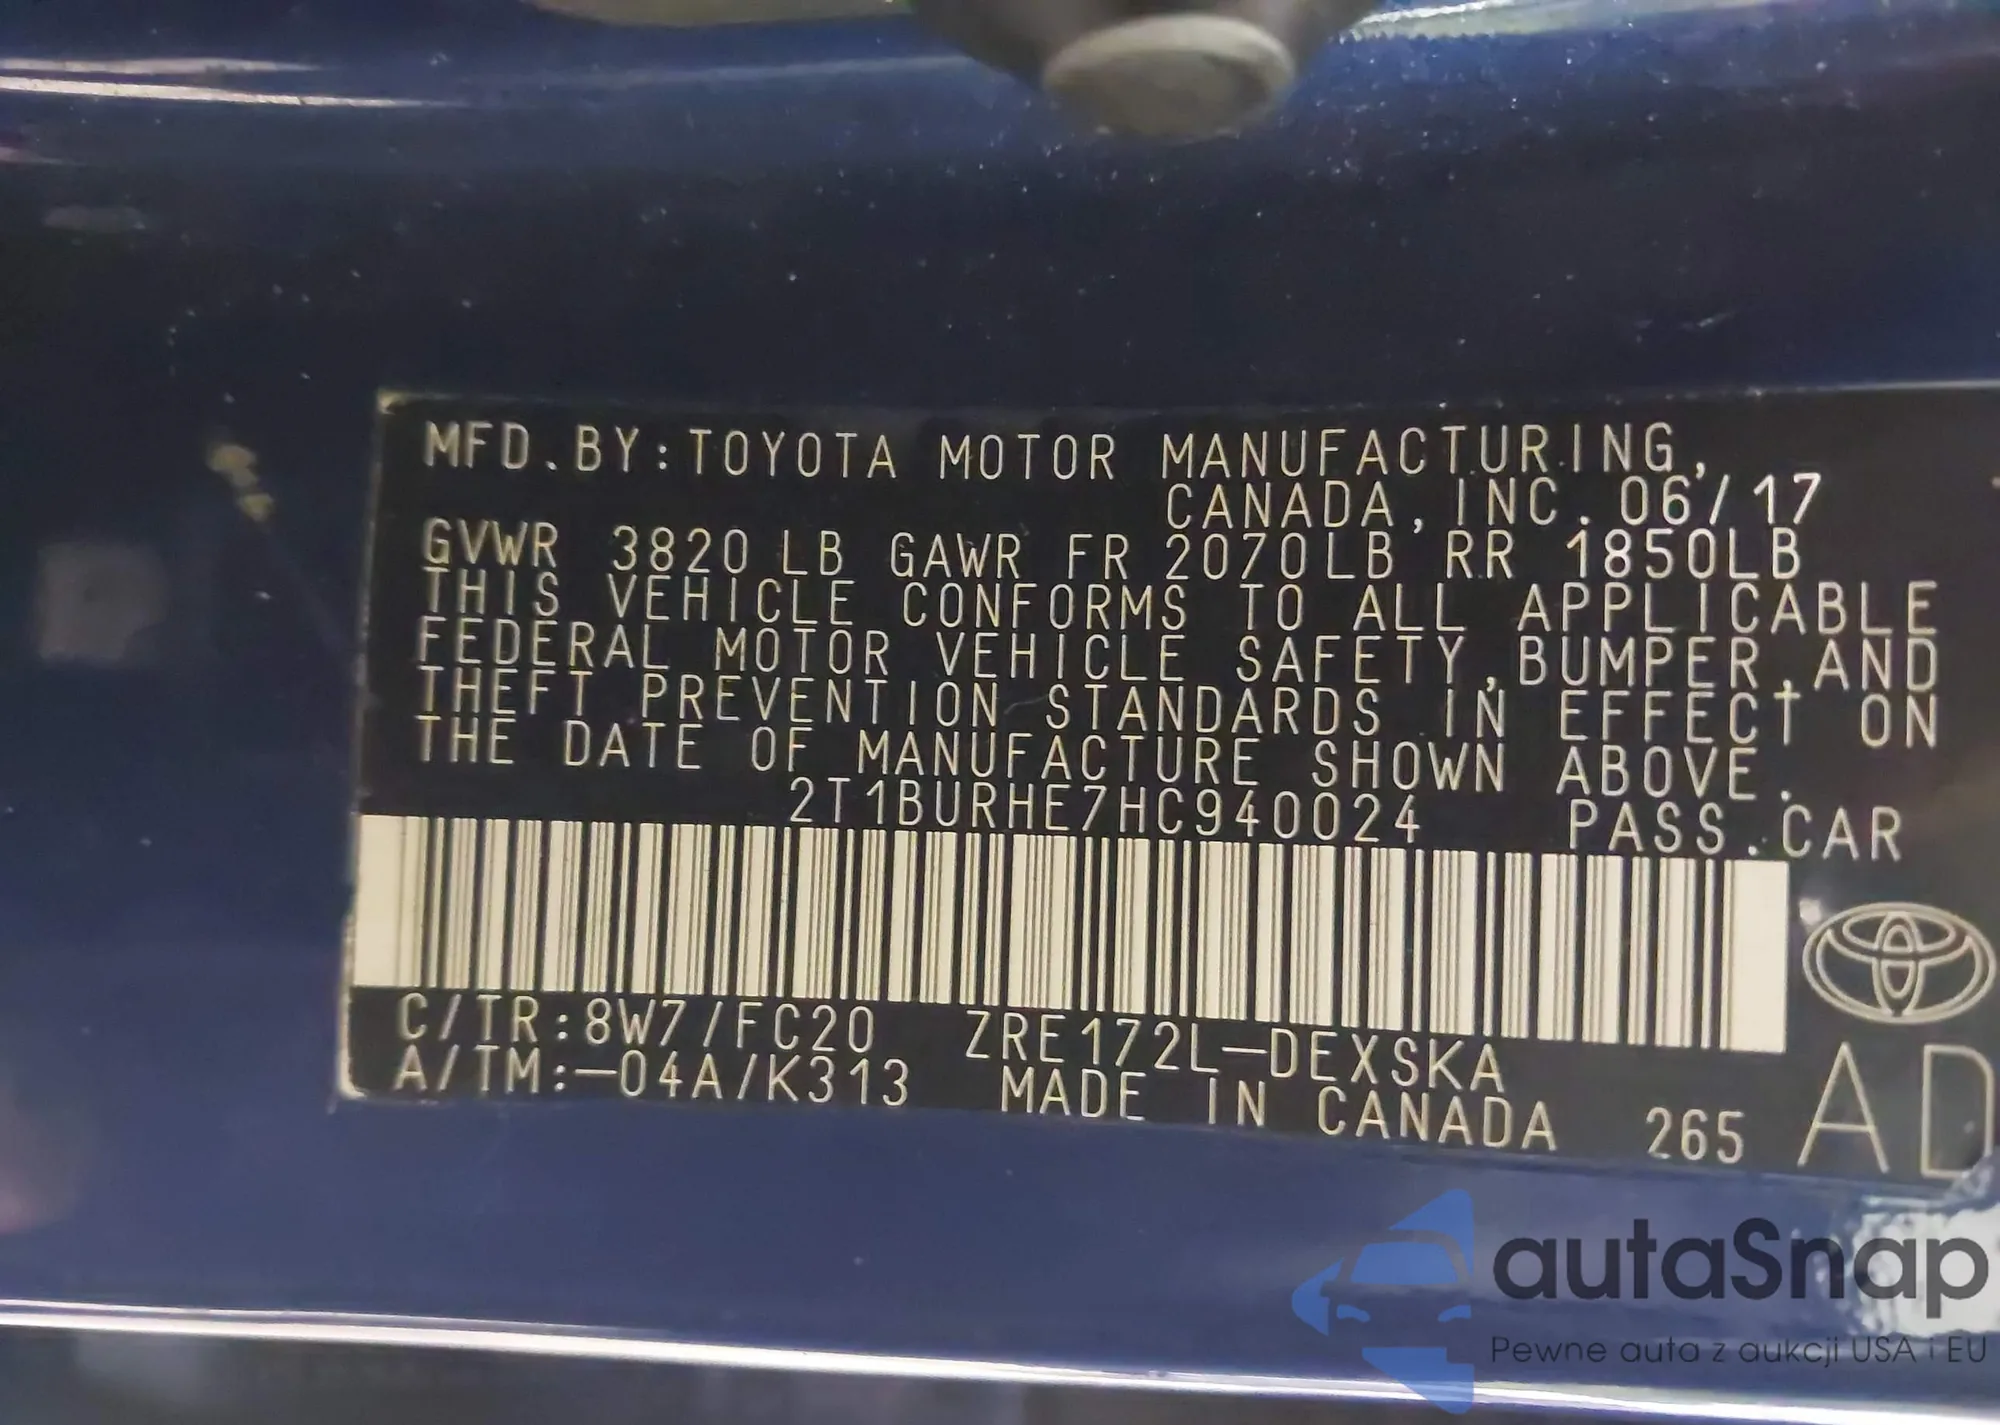 MFD.BY:TOYOTA MOTOR MANUFACTURING,
CANADA, INC. 06/17
GVWR 3820 LB GAWR FR 2070LB RR 1850LB
THIS VEHICLE CONFORMS TO ALL APPLICABLE
FEDERAL MOTOR VEHICLE SAFETY,BUMPER,AND
THEFT PREVENTION STANDARDS IN EFFECT ON
THE DATE OF MANUFACTURE SHOWN ABOVE.
2T1BURHE7HC940024 PASS.CAR
C/TR:8W7/FC20 ZRE172L-DEXSKA
A/TM:-04A/K313 MADE IN CANADA 265 AD
autaSnap
Pewne auta z aukcji USA i EU